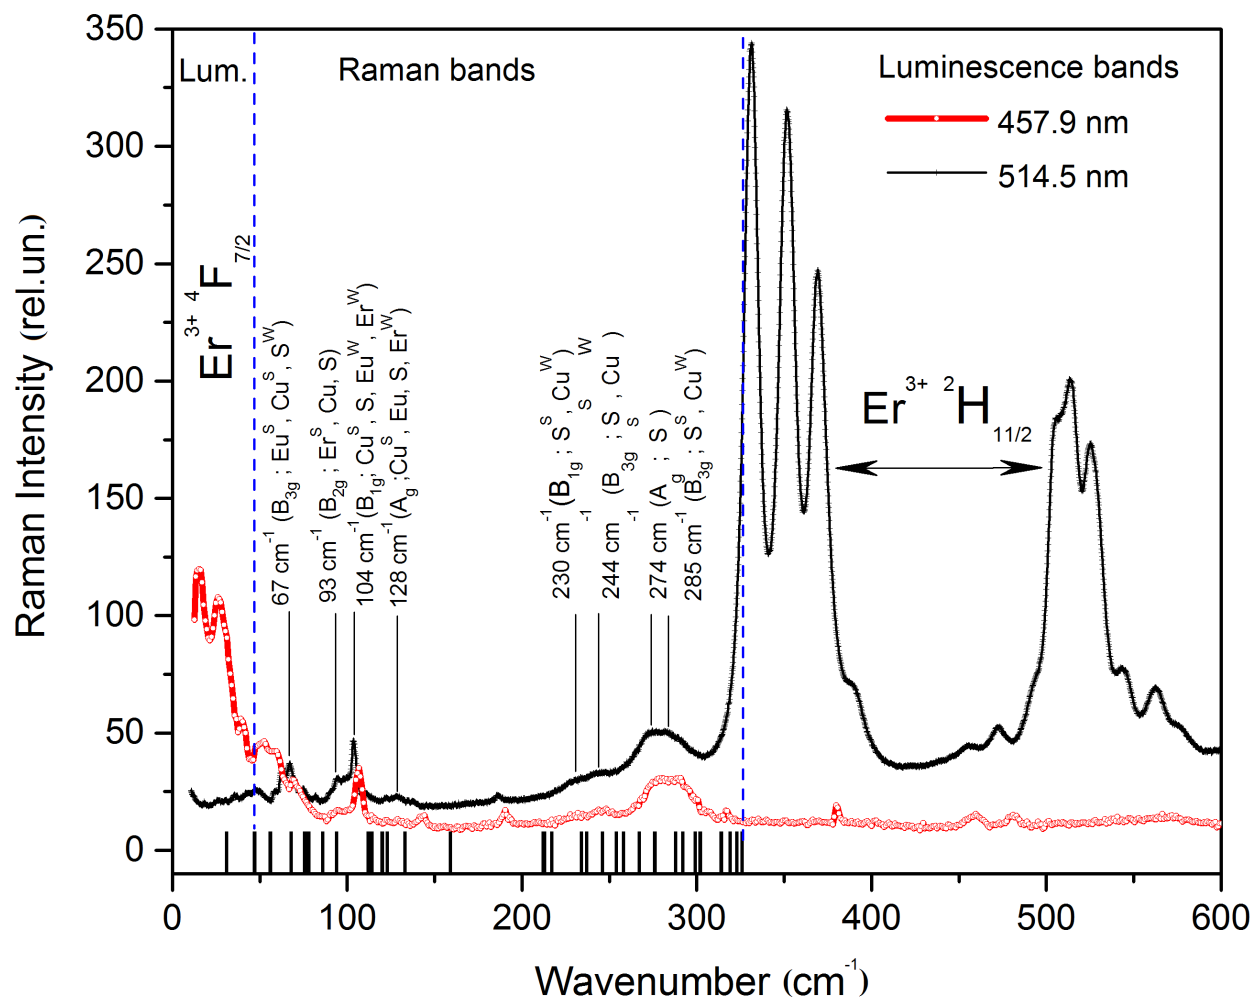 Lum.
Raman bands
Luminescence bands
457.9 nm
514.5 nm
Er3+ 4F7/2
67 cm-1 (B3g; EuS, CuS, SW)
93 cm-1 (B2g; ErS, Cu, S)
104 cm-1(B1g; CuS, S, EuW, ErW)
128 cm-1(Ag;CuS, Eu, S, ErW)
230 cm-1(B1g; SS, CuW)
244 cm-1 (B3g; SS, CuW)
274 cm-1 (Ag; SS)
285 cm-1 (B3g; SS, CuW)
Er3+ 2H11/2
350
300
250
200
150
100
50
0
0 100 200 300 400 500 600
Raman Intensity (rel.un.)
Wavenumber (cm-1)